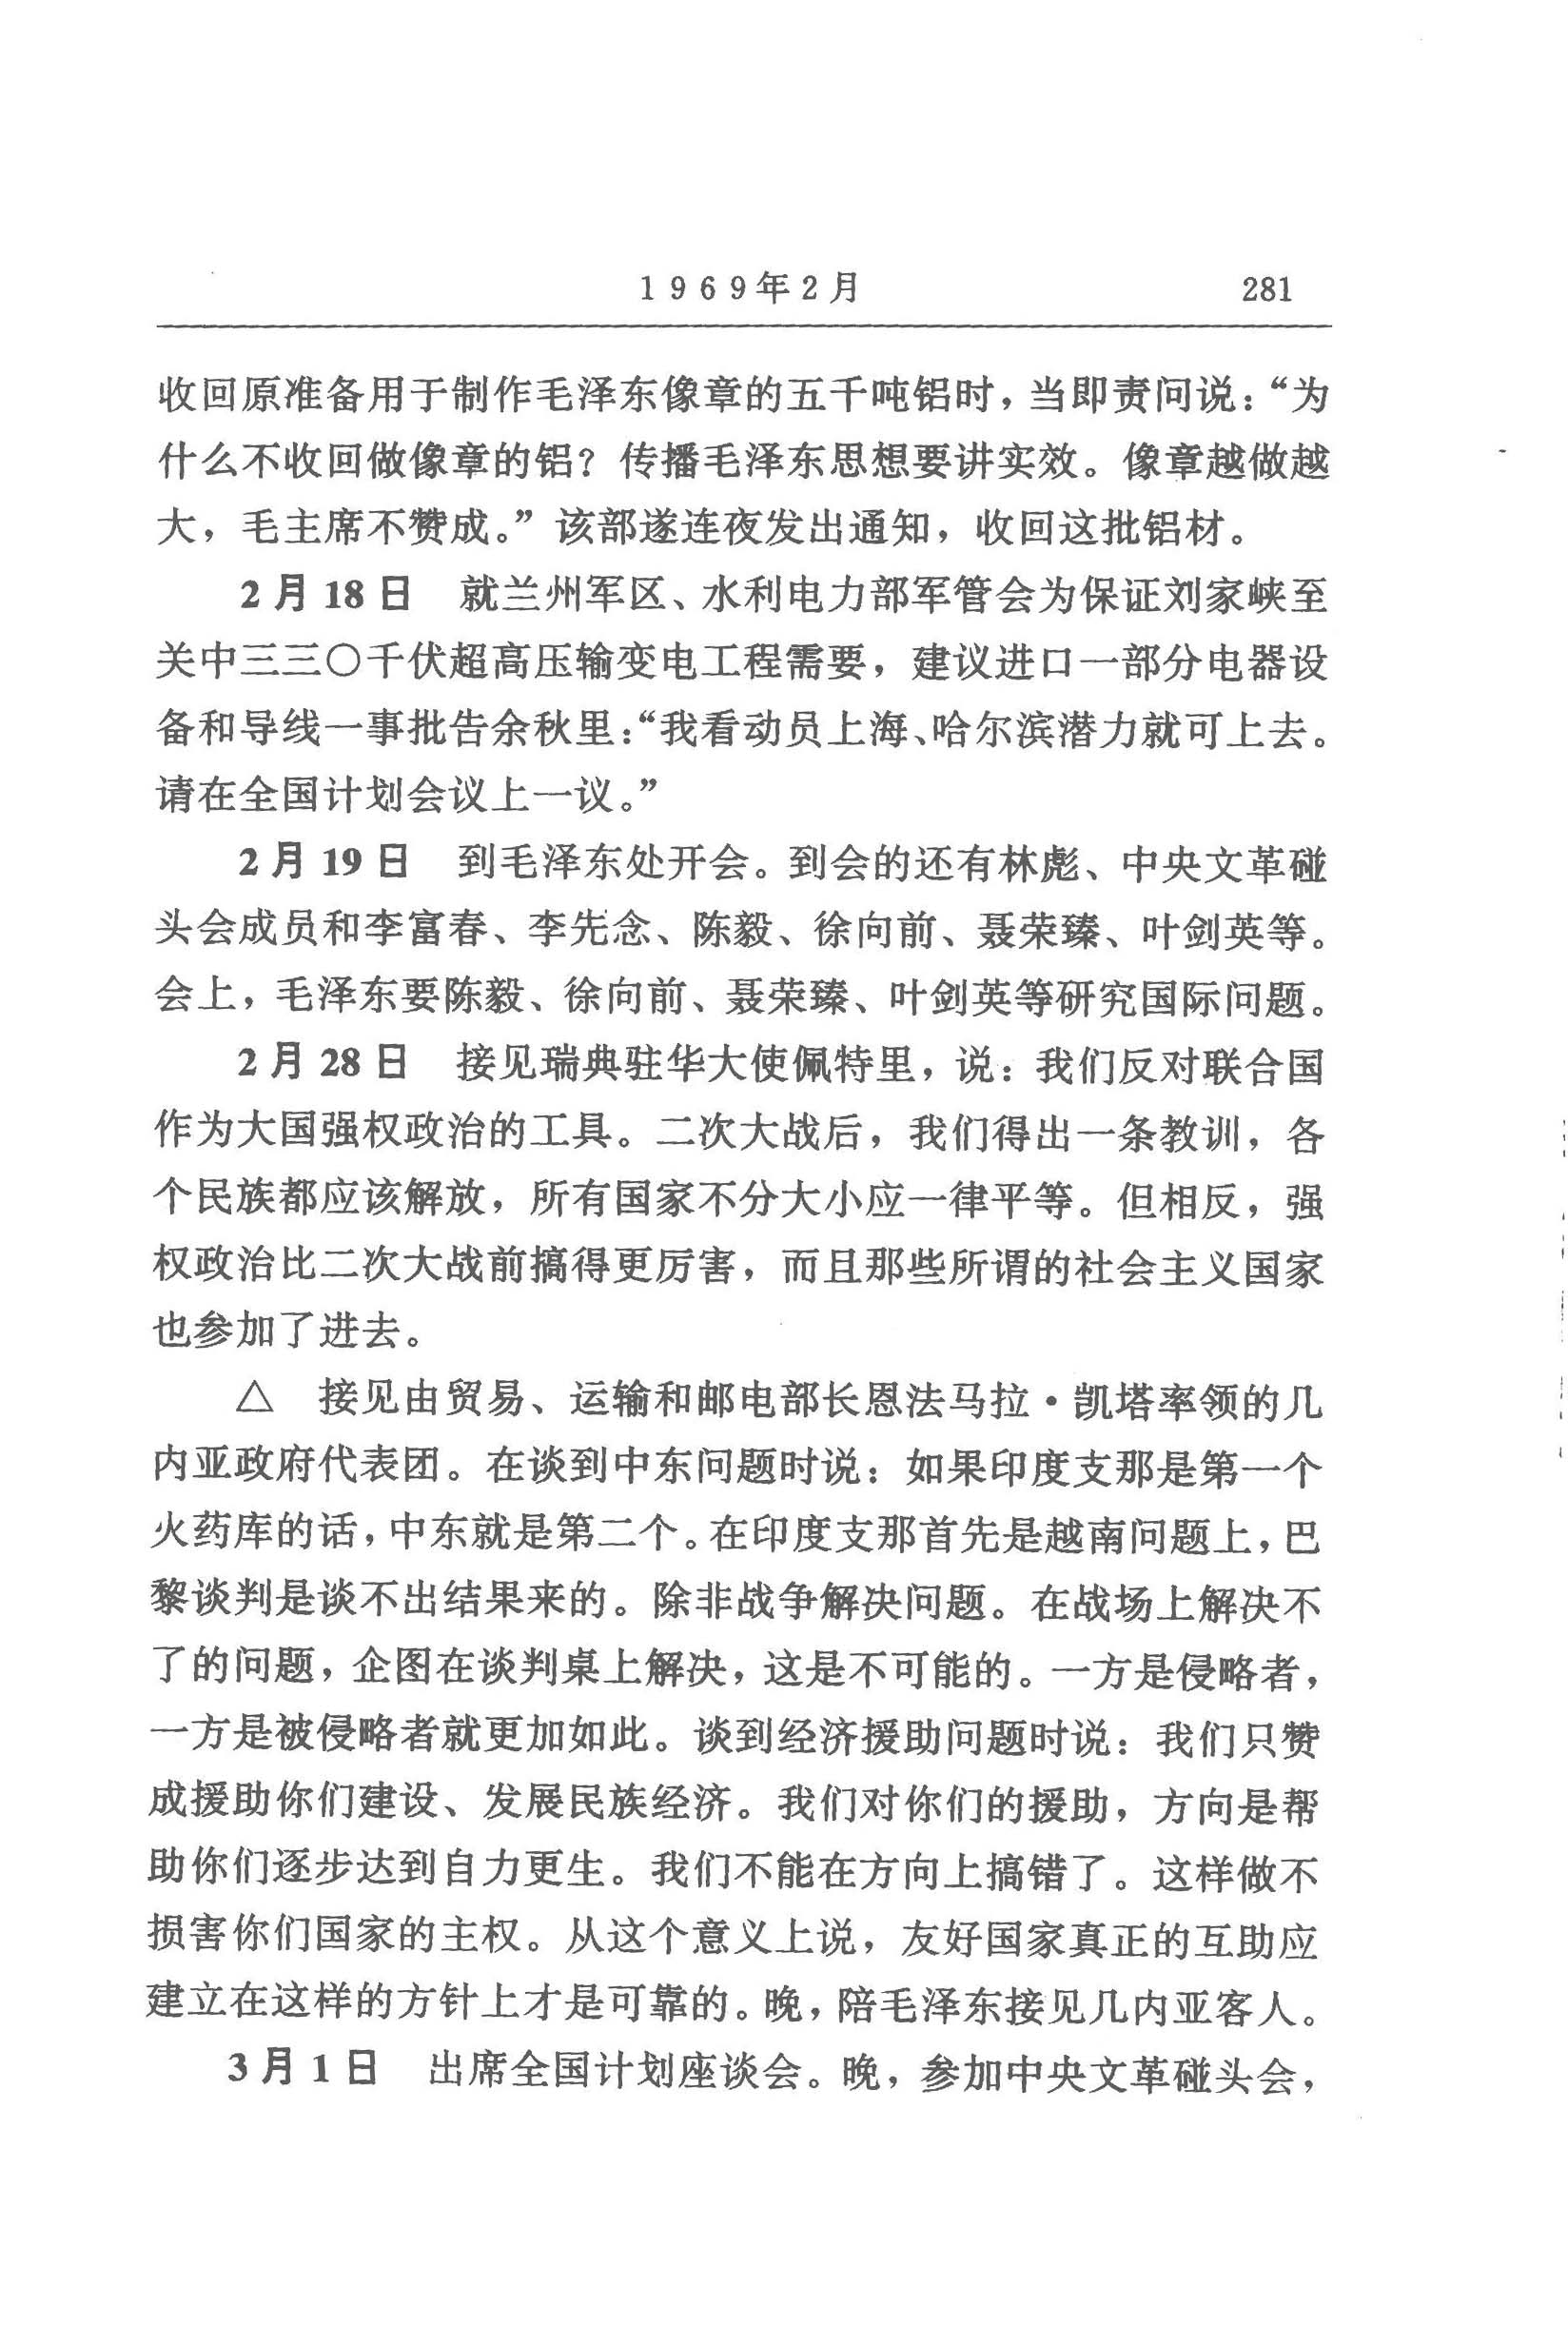 1969年2月 281
收回原准备用于制作毛泽东像章的五千吨铝时，当即责问说：“为
什么不收回做像章的铝？传播毛泽东思想要讲实效。像章越做越
大，毛主席不赞成。”该部遂连夜发出通知，收回这批铝材。
2月18日 就兰州军区、水利电力部军管会为保证刘家峡至
关中三三〇千伏超高压输变电工程需要，建议进口一部分电器设
备和导线一事批告余秋里：“我看动员上海、哈尔滨潜力就可上去。
请在全国计划会议上一议。”
2月19日 到毛泽东处开会。到会的还有林彪、中央文革碰
头会成员和李富春、李先念、陈毅、徐向前、聂荣臻、叶剑英等。
会上，毛泽东要陈毅、徐向前、聂荣臻、叶剑英等研究国际问题。
2月28日 接见瑞典驻华大使佩特里，说：我们反对联合国
作为大国强权政治的工具。二次大战后，我们得出一条教训，各
个民族都应该解放，所有国家不分大小应一律平等。但相反，强
权政治比二次大战前搞得更厉害，而且那些所谓的社会主义国家
也参加了进去。
△ 接见由贸易、运输和邮电部长恩法马拉·凯塔率领的几
内亚政府代表团。在谈到中东问题时说：如果印度支那是第一个
火药库的话，中东就是第二个。在印度支那首先是越南问题上，巴
黎谈判是谈不出结果来的。除非战争解决问题。在战场上解决不
了的问题，企图在谈判桌上解决，这是不可能的。一方是侵略者，
一方是被侵略者就更加如此。谈到经济援助问题时说：我们只赞
成援助你们建设、发展民族经济。我们对你们的援助，方向是帮
助你们逐步达到自力更生。我们不能在方向上搞错了。这样做不
损害你们国家的主权。从这个意义上说，友好国家真正的互助应
建立在这样的方针上才是可靠的。晚，陪毛泽东接见几内亚客人。
3月1日 出席全国计划座谈会。晚，参加中央文革碰头会，